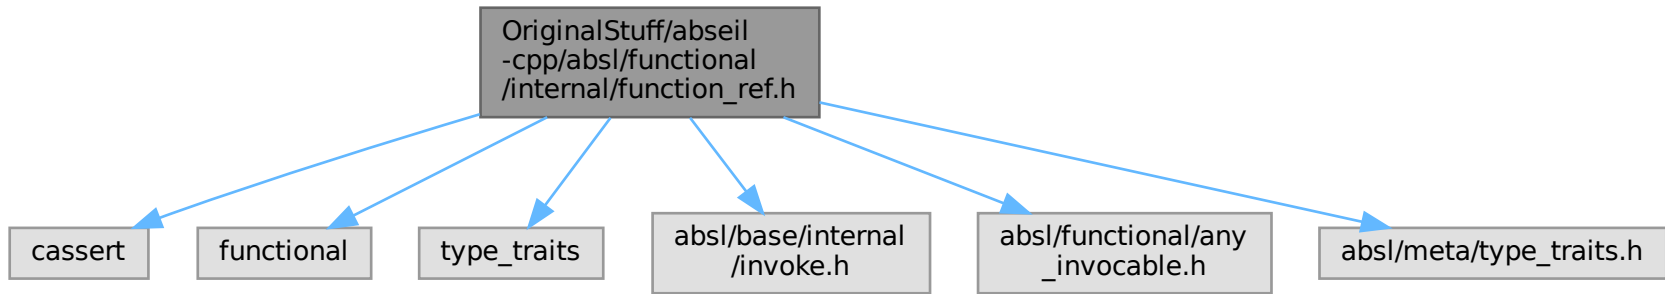 OriginalStuff/abseil
-cpp/absl/functional
/internal/function_ref.h
cassert
functional
type_traits
absl/base/internal
/invoke.h
absl/functional/any
_invocable.h
absl/meta/type_traits.h